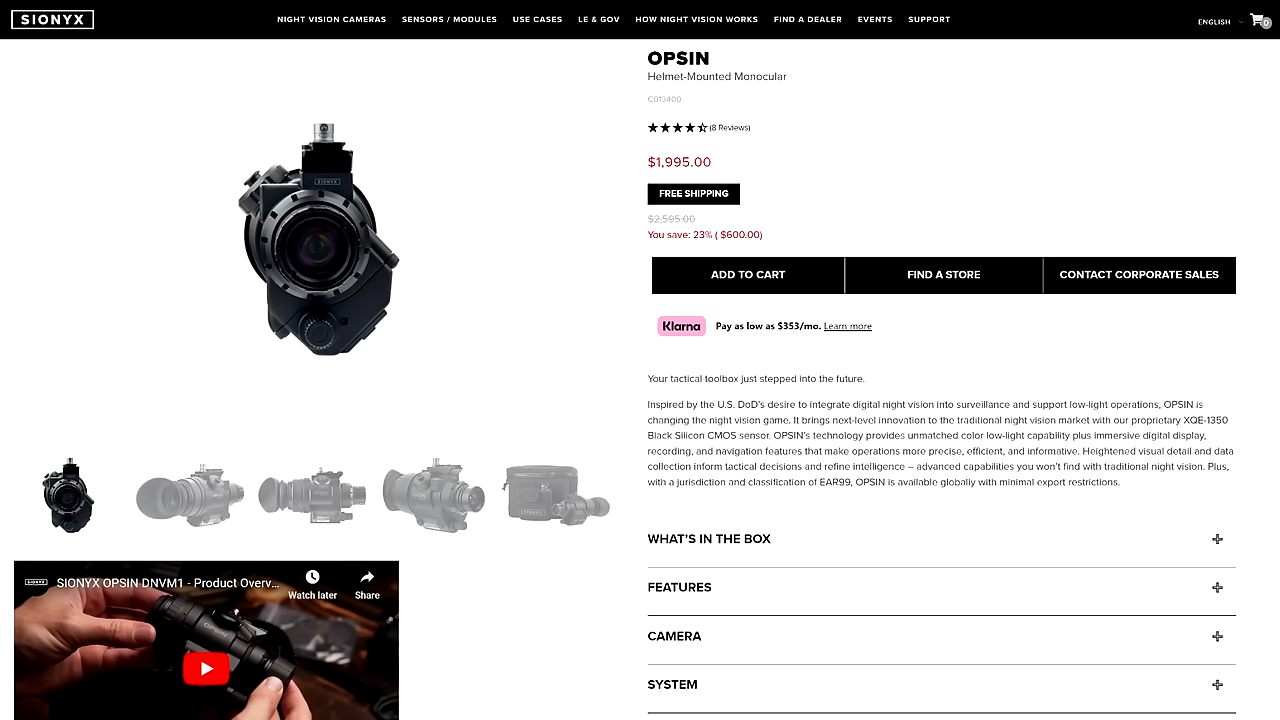 SIONYX
NIGHT VISION CAMERAS SENSORS / MODULES USE CASES LE & GOV HOW NIGHT VISION WORKS FIND A DEALER EVENTS SUPPORT
ENGLISH
0
OPSIN
Helmet-Mounted Monocular
C013400
(8 Reviews)
$1,995.00
FREE SHIPPING
$2,595.00
You save: 23% ( $600.00)
ADD TO CART FIND A STORE CONTACT CORPORATE SALES
Klarna Pay as low as $353/mo. Learn more
Your tactical toolbox just stepped into the future.
Inspired by the U.S. DoD's desire to integrate digital night vision into surveillance and support low-light operations, OPSIN is
changing the night vision game. It brings next-level innovation to the traditional night vision market with our proprietary XQE-1350
Black Silicon CMOS sensor. OPSIN's technology provides unmatched color low-light capability plus immersive digital display,
recording, and navigation features that make operations more precise, efficient, and informative. Heightened visual detail and data
collection inform tactical decisions and refine intelligence – advanced capabilities you won't find with traditional night vision. Plus,
with a jurisdiction and classification of EAR99, OPSIN is available globally with minimal export restrictions.
WHAT'S IN THE BOX
FEATURES
CAMERA
SYSTEM
SIONYX
SIONYX
SIONYX OPSIN DNVM1 - Product Overv...
Watch later
Share
OPSIN